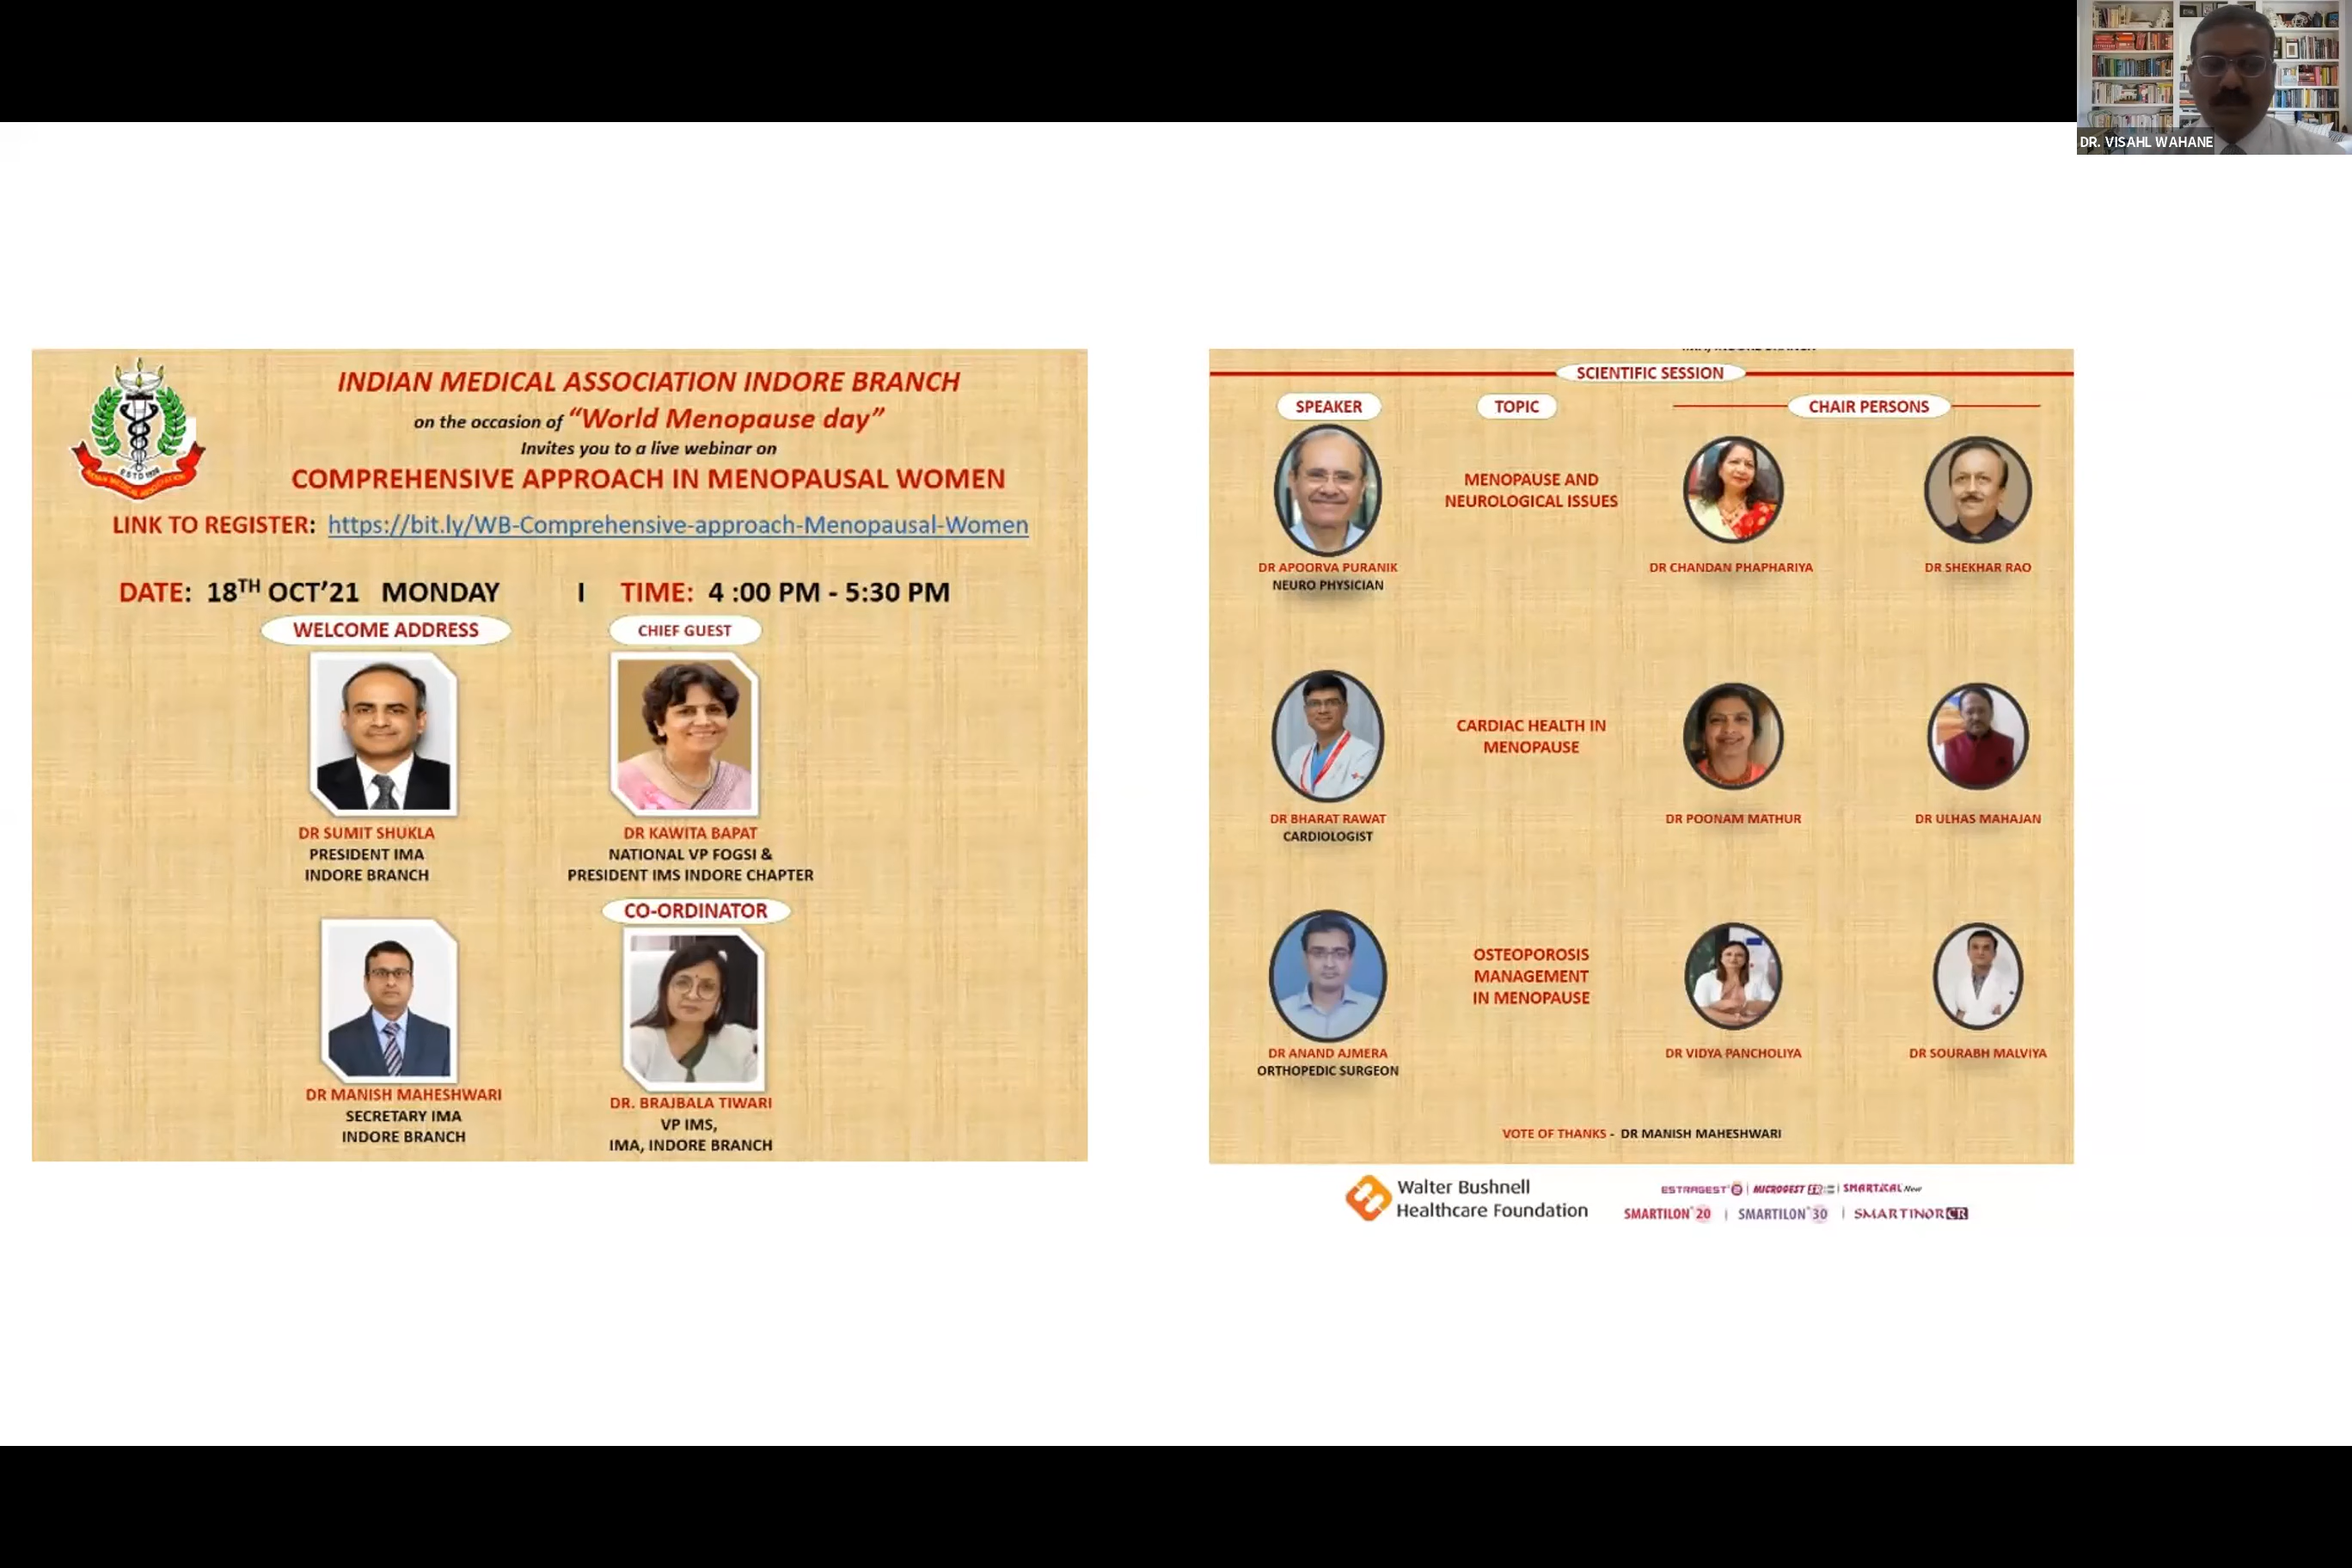 DR. VISAHL WAHANE
INDIAN MEDICAL ASSOCIATION INDORE BRANCH
on the occasion of “World Menopause day”
Invites you to a live webinar on
COMPREHENSIVE APPROACH IN MENOPAUSAL WOMEN
LINK TO REGISTER: https://bit.ly/WB-Comprehensive-approach-Menopausal-Women
DATE: 18TH OCT’21 MONDAY I TIME: 4 :00 PM - 5:30 PM
WELCOME ADDRESS
DR SUMIT SHUKLA
PRESIDENT IMA
INDORE BRANCH
CHIEF GUEST
DR KAWITA BAPAT
NATIONAL VP FOGSI &
PRESIDENT IMS INDORE CHAPTER
DR MANISH MAHESHWARI
SECRETARY IMA
INDORE BRANCH
CO-ORDINATOR
DR. BRAJBALA TIWARI
VP IMS,
IMA, INDORE BRANCH
SCIENTIFIC SESSION
SPEAKER
TOPIC
CHAIR PERSONS
DR APOORVA PURANIK
NEURO PHYSICIAN
MENOPAUSE AND
NEUROLOGICAL ISSUES
DR CHANDAN PHAPHARIYA
DR SHEKHAR RAO
DR BHARAT RAWAT
CARDIOLOGIST
CARDIAC HEALTH IN
MENOPAUSE
DR POONAM MATHUR
DR ULHAS MAHAJAN
DR ANAND AJMERA
ORTHOPEDIC SURGEON
OSTEOPOROSIS
MANAGEMENT
IN MENOPAUSE
DR VIDYA PANCHOLIYA
DR SOURABH MALVIYA
VOTE OF THANKS - DR MANISH MAHESHWARI
Walter Bushnell
Healthcare Foundation
ESTRAGEST | MICROGEST | SMARTICAL New
SMARTILON 20 | SMARTILON 30 | SMARTINOR CR